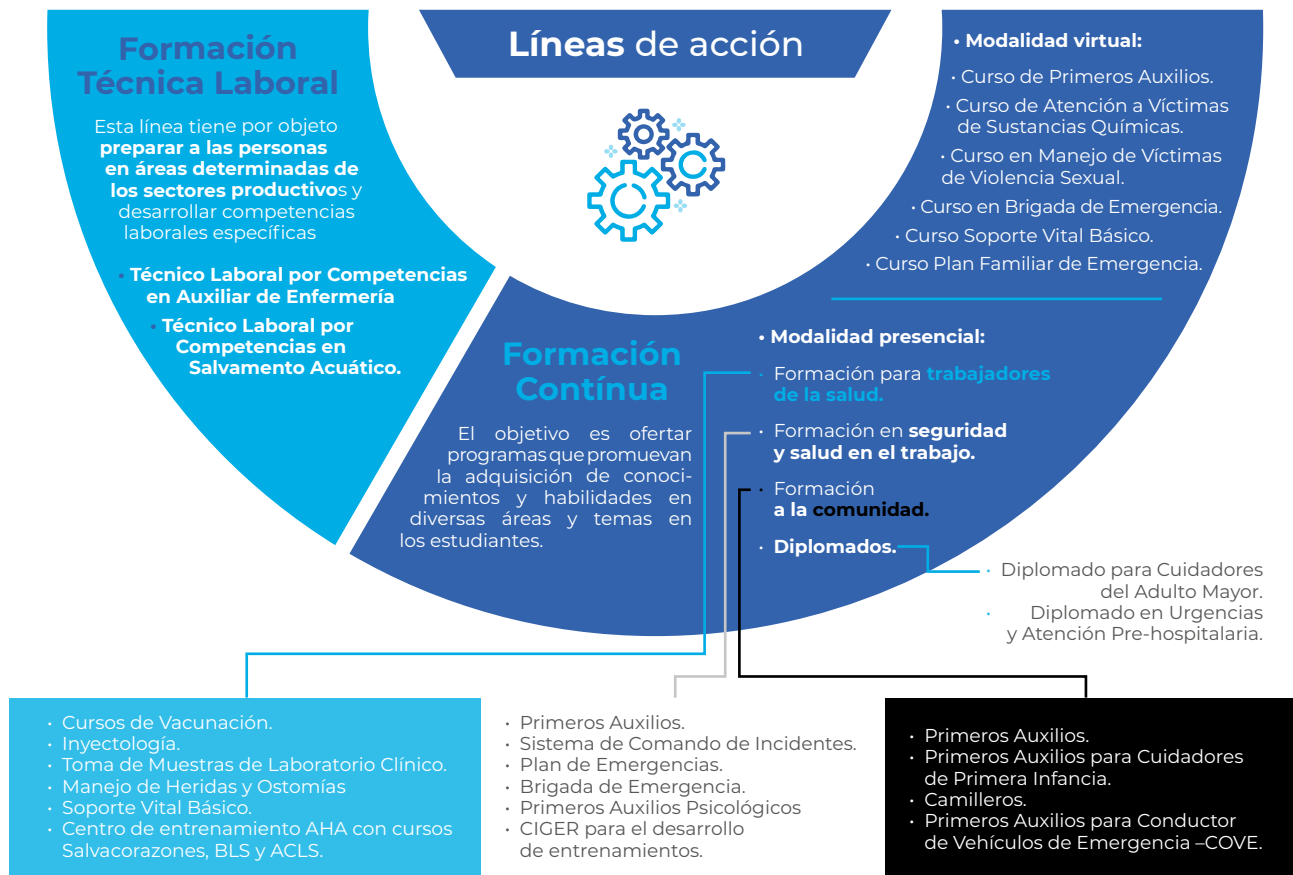 Líneas de acción
Formación
Técnica Laboral
Esta línea tiene por objeto
preparar a las personas
en áreas determinadas de
los sectores productivos y
desarrollar competencias
laborales específicas
• Técnico Laboral por Competencias
en Auxiliar de Enfermería
• Técnico Laboral por
Competencias en
Salvamento Acuático.
Formación
Contínua
El objetivo es ofertar
programas que promuevan
la adquisición de conoci-
mientos y habilidades en
diversas áreas y temas en
los estudiantes.
• Modalidad virtual:
• Curso de Primeros Auxilios.
• Curso de Atención a Víctimas
de Sustancias Químicas.
• Curso en Manejo de Víctimas
de Violencia Sexual.
• Curso en Brigada de Emergencia.
• Curso Soporte Vital Básico.
• Curso Plan Familiar de Emergencia.
• Modalidad presencial:
• Formación para trabajadores
de la salud.
• Formación en seguridad
y salud en el trabajo.
• Formación
a la comunidad.
• Diplomados.
• Diplomado para Cuidadores
del Adulto Mayor.
• Diplomado en Urgencias
y Atención Pre-hospitalaria.
• Cursos de Vacunación.
• Inyectología.
• Toma de Muestras de Laboratorio Clínico.
• Manejo de Heridas y Ostomías
• Soporte Vital Básico.
• Centro de entrenamiento AHA con cursos
Salvacorazones, BLS y ACLS.
• Primeros Auxilios.
• Sistema de Comando de Incidentes.
• Plan de Emergencias.
• Brigada de Emergencia.
• Primeros Auxilios Psicológicos
• CIGER para el desarrollo
de entrenamientos.
• Primeros Auxilios.
• Primeros Auxilios para Cuidadores
de Primera Infancia.
• Camilleros.
• Primeros Auxilios para Conductor
de Vehículos de Emergencia –COVE.